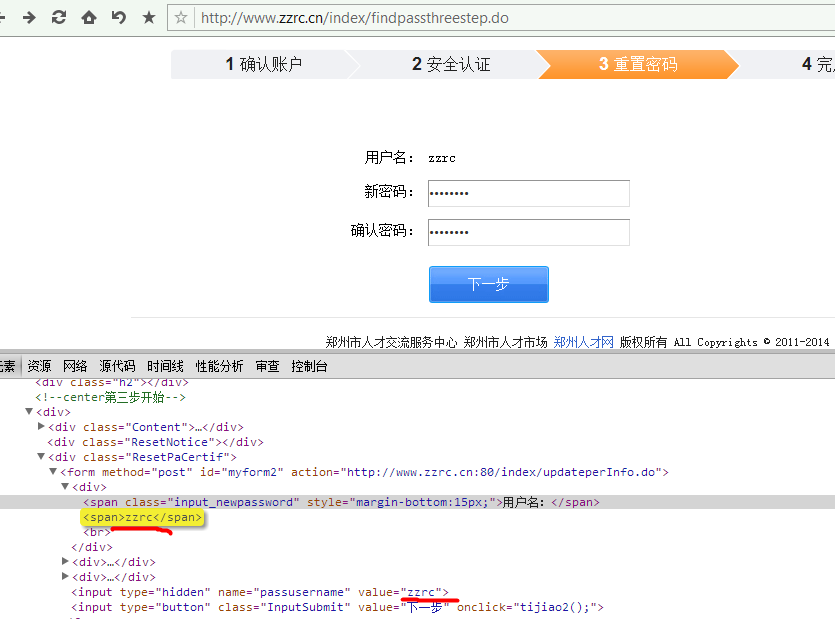 http://www.zzrc.cn/index/findpassthreestep.do
1 确认账户 2 安全认证 3 重置密码 4 完
用户名： zzrc
新密码： ••••••••
确认密码： ••••••••
下一步
郑州市人才交流服务中心 郑州市人才市场 郑州人才网 版权所有 All Copyrights © 2011-2014
素 资源 网络 源代码 时间线 性能分析 审查 控制台
<div class="h2"></div>
<!--center第三步开始-->
<div>
<div class="Content">…</div>
<div class="ResetNotice"></div>
<div class="ResetPaCertif">
<form method="post" id="myform2" action="http://www.zzrc.cn:80/index/updateperInfo.do">
<div>
<span class="input_newpassword" style="margin-bottom:15px;">用户名：</span>
<span>zzrc</span>
<br>
</div>
<div>…</div>
<div>…</div>
<input type="hidden" name="passusername" value="zzrc">
<input type="button" class="InputSubmit" value="下一步" onclick="tijiao2();">